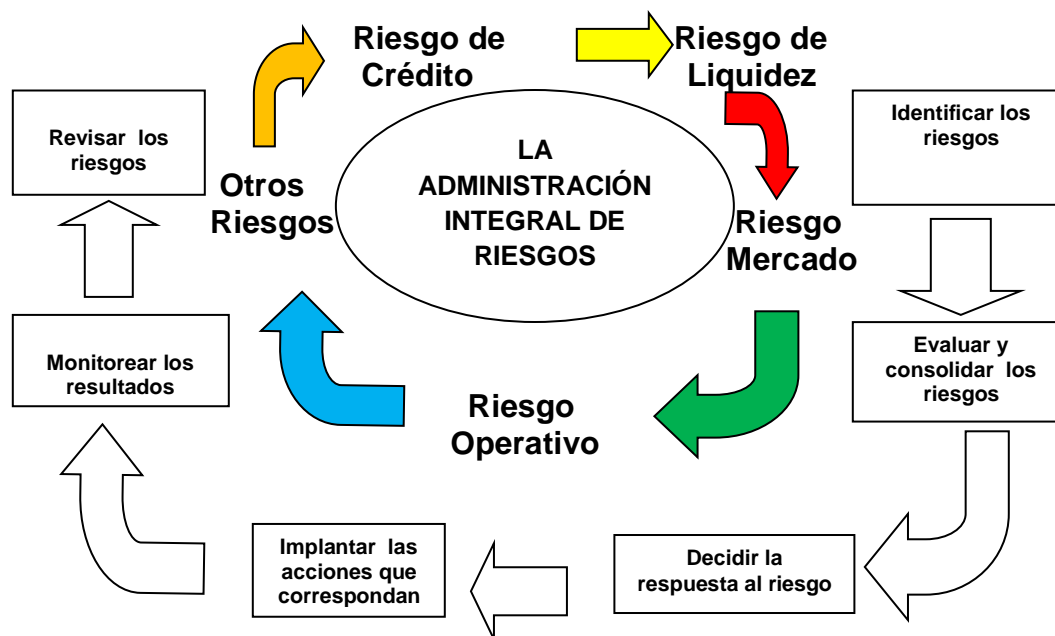 Riesgo de
Crédito
Riesgo de
Liquidez
Identificar los
riesgos
Revisar los
riesgos
LA
ADMINISTRACIÓN
INTEGRAL DE
RIESGOS
Otros
Riesgos
Riesgo
Mercado
Monitorear los
resultados
Evaluar y
consolidar los
riesgos
Riesgo
Operativo
Implantar las
acciones que
correspondan
Decidir la
respuesta al riesgo